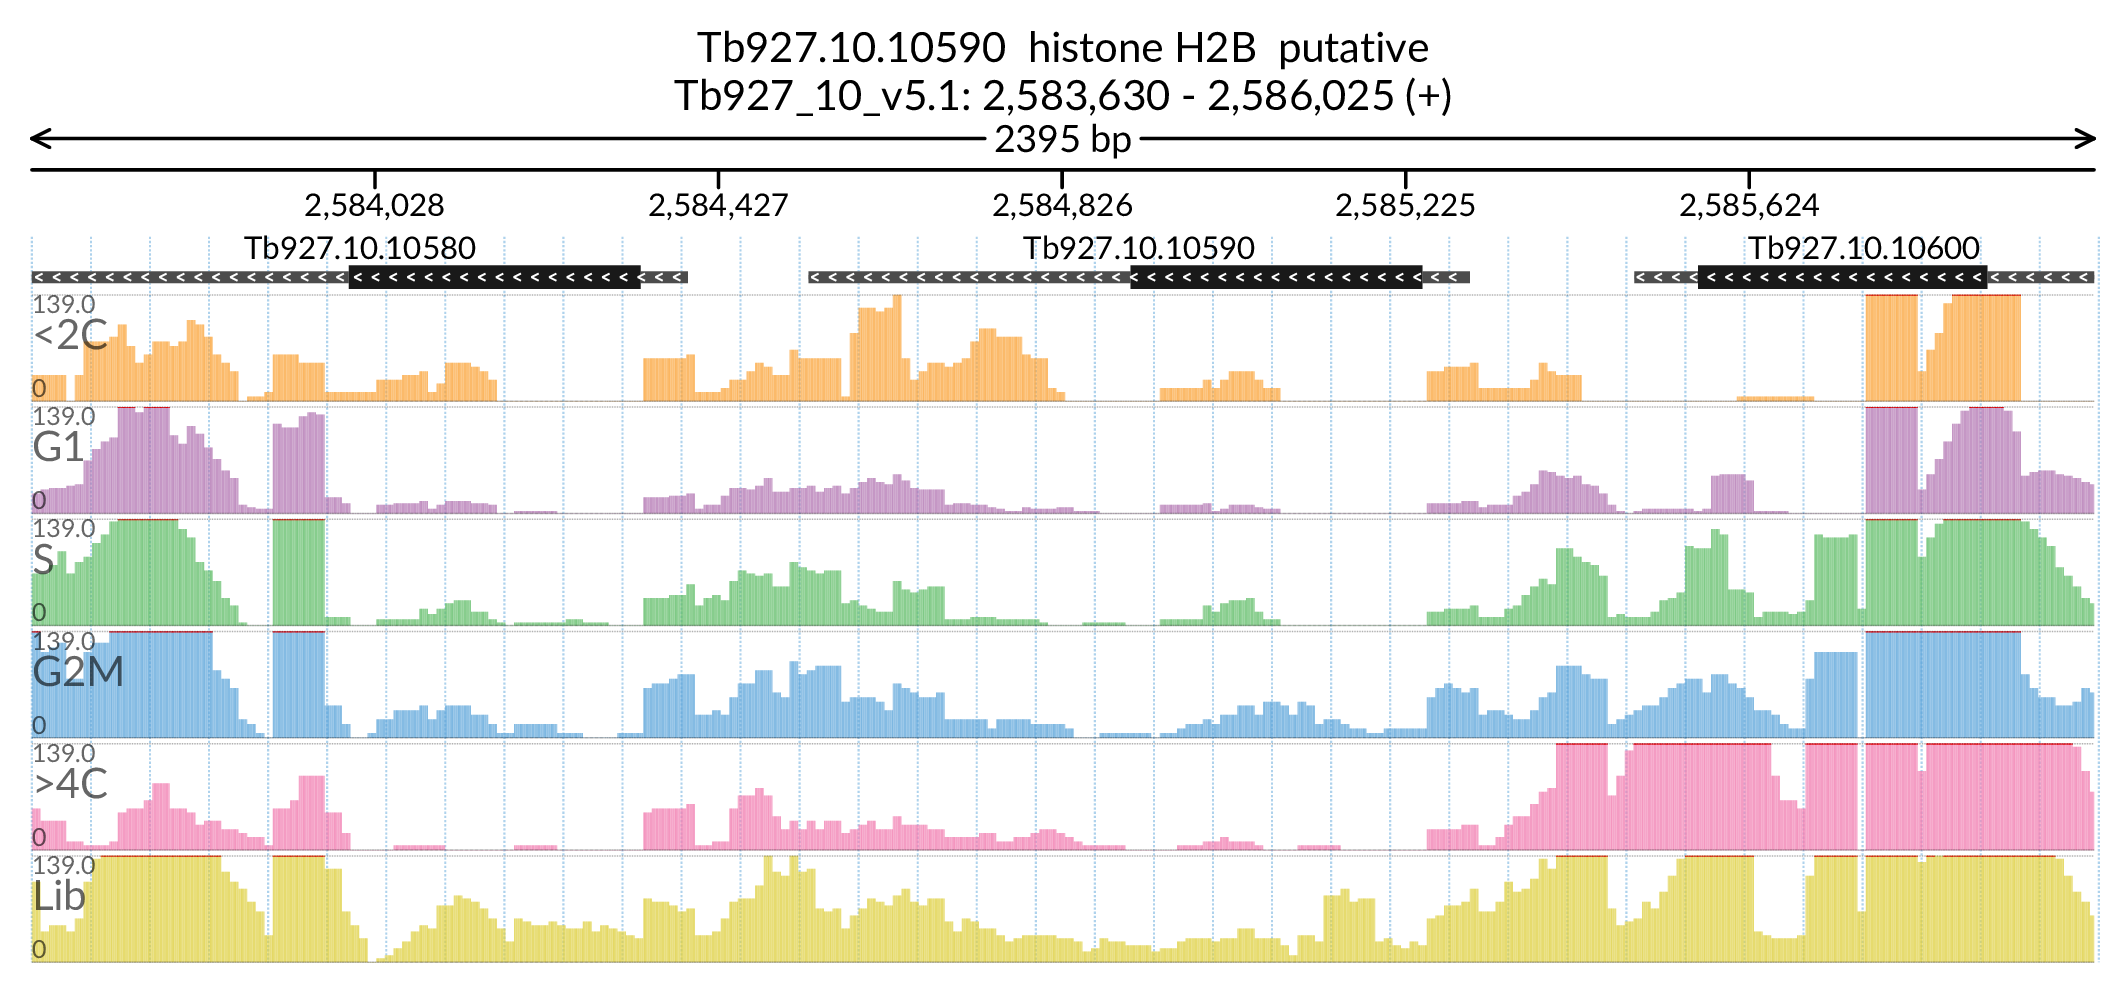 Tb927.10.10590  histone H2B  putative
Tb927_10_v5.1: 2,583,630 - 2,586,025 (+)
2395 bp
2,584,028 2,584,427 2,584,826 2,585,225 2,585,624
Tb927.10.10580 Tb927.10.10590 Tb927.10.10600
139.0
<2C
0
139.0
G1
0
139.0
S
0
139.0
G2M
0
139.0
>4C
0
139.0
Lib
0